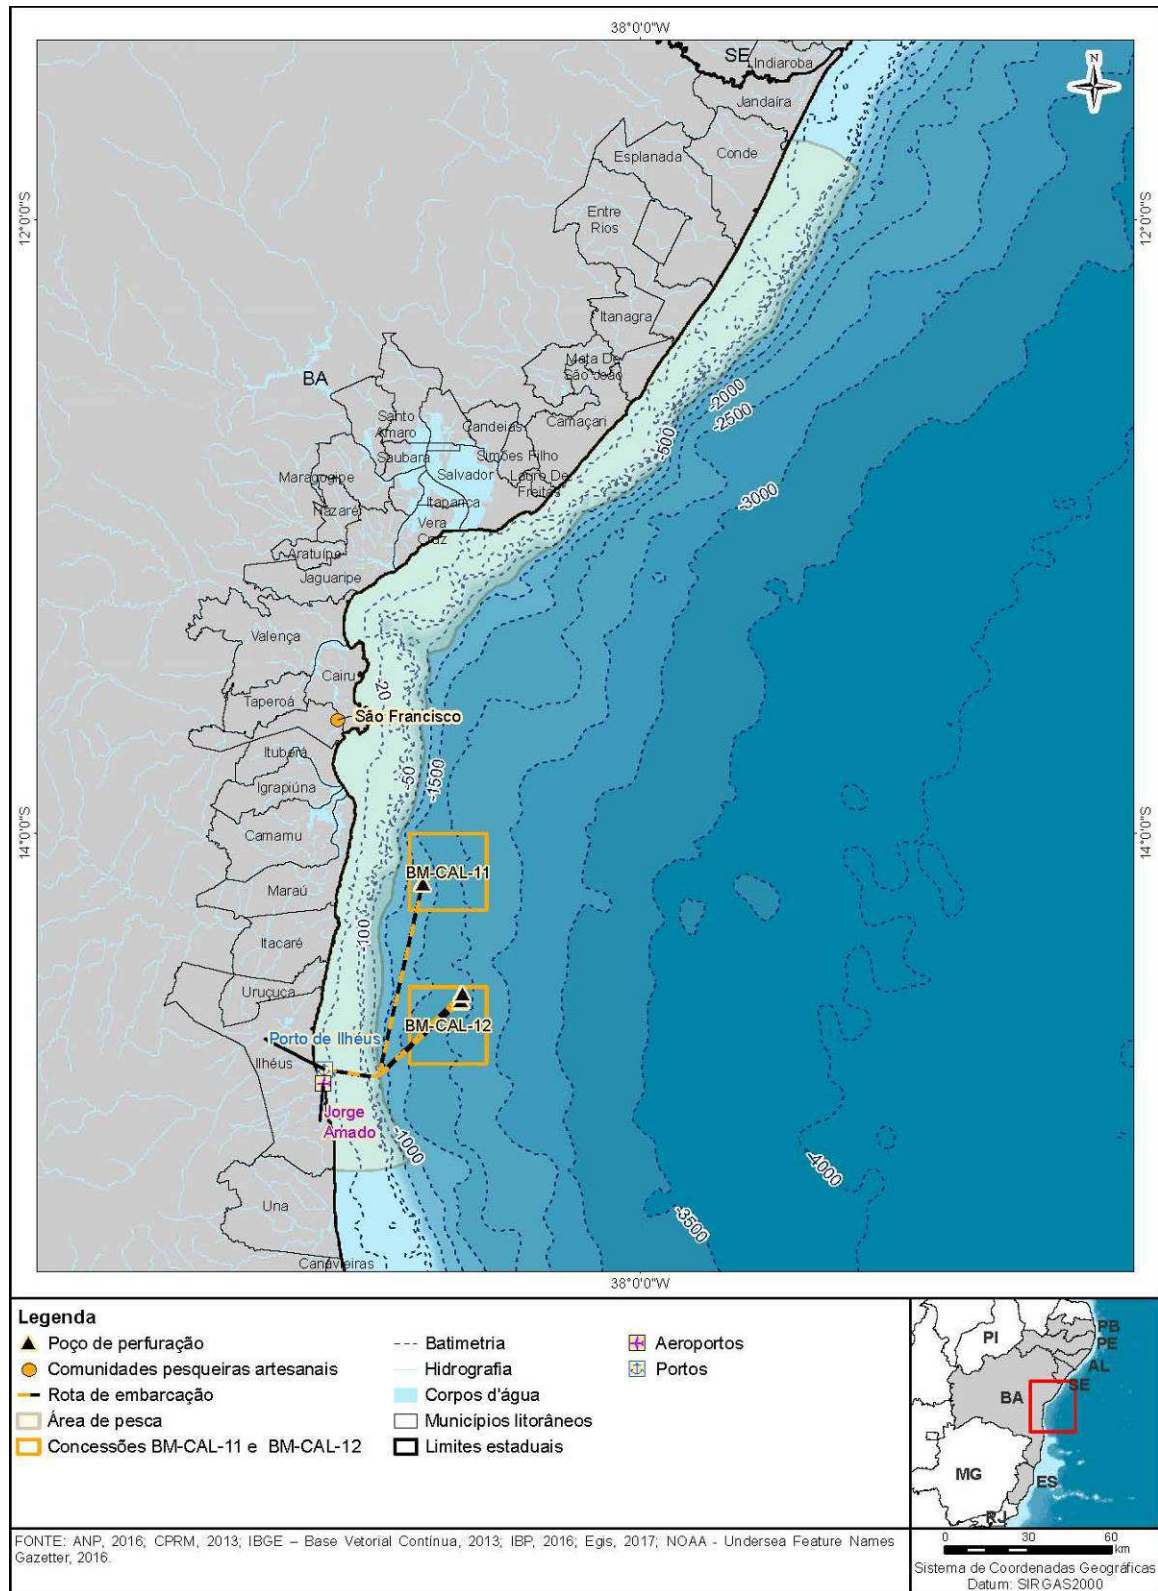 38°0'0"W
N
SE
Indiaroba
Jandaíra
Conde
Esplanada
12°0'0"S
12°0'0"S
Entre
Rios
Itanagra
Mata De
São João
BA
-2000
-2500
Santo
Amaro
Candeias
Camaçari
-500
Saubara
Simões Filho
Maragogipe
Salvador
Lauro De
Freitas
-3000
Nazaré
Itaparica
Vera
Cruz
Aratuípe
Jaguaripe
Valença
Cairu
-20
Taperoá
São Francisco
Ituberá
-50
-1500
Igrapiúna
14°0'0"S
14°0'0"S
Camamu
BM-CAL-11
Maraú
-100
Itacaré
Uruçuca
BM-CAL-12
Porto de Ilhéus
Ilhéus
Jorge
Amado
-1000
-4000
Una
-3500
Canavieiras
38°0'0"W
Legenda
Poço de perfuração
Comunidades pesqueiras artesanais
Rota de embarcação
Área de pesca
Concessões BM-CAL-11 e BM-CAL-12
Batimetria
Hidrografia
Corpos d'água
Municípios litorâneos
Limites estaduais
Aeroportos
Portos
PI
PB
PE
AL
SE
BA
MG
ES
RJ
FONTE: ANP, 2016; CPRM, 2013; IBGE – Base Vetorial Contínua, 2013; IBP, 2016; Egis, 2017; NOAA - Undersea Feature Names
Gazetter, 2016.
0 30 60
km
Sistema de Coordenadas Geográficas
Datum: SIRGAS2000